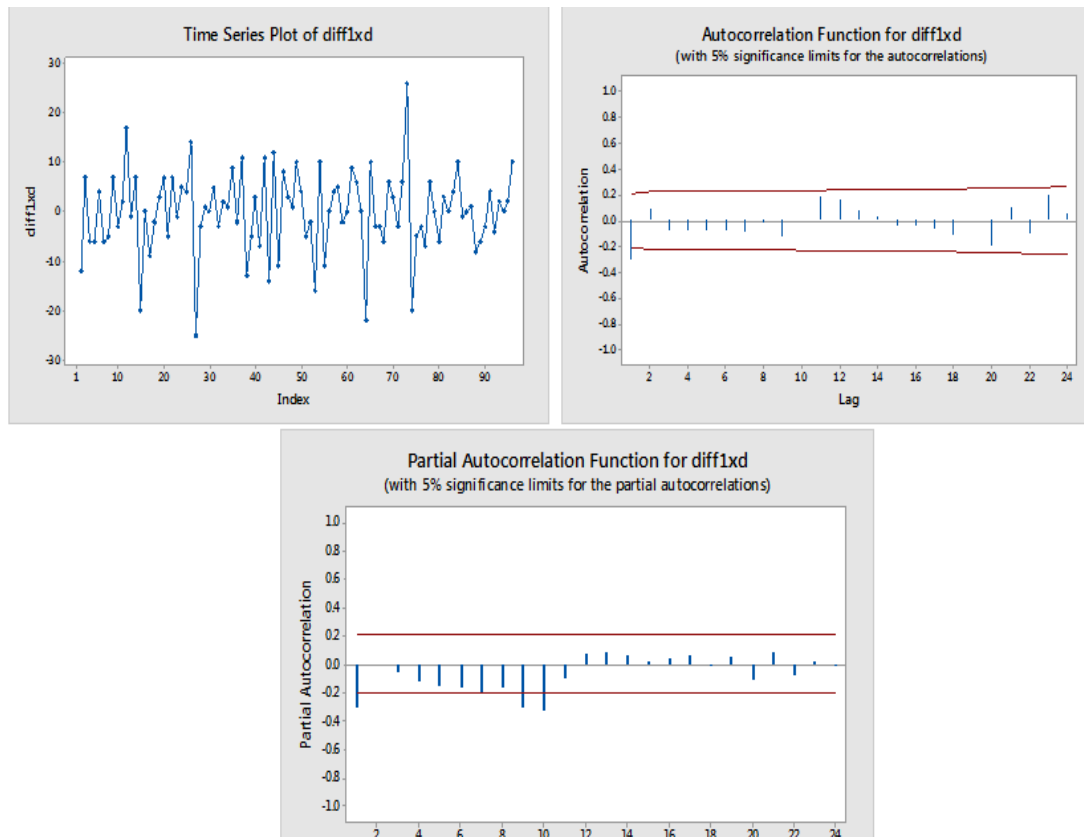 Time Series Plot of diff1xd
30
20
10
0
-10
-20
-30
diff1xd
1 10 20 30 40 50 60 70 80 90
Index
Autocorrelation Function for diff1xd
(with 5% significance limits for the autocorrelations)
1.0
0.8
0.6
0.4
0.2
0.0
-0.2
-0.4
-0.6
-0.8
-1.0
Autocorrelation
2 4 6 8 10 12 14 16 18 20 22 24
Lag
Partial Autocorrelation Function for diff1xd
(with 5% significance limits for the partial autocorrelations)
1.0
0.8
0.6
0.4
0.2
0.0
-0.2
-0.4
-0.6
-0.8
-1.0
Partial Autocorrelation
2 4 6 8 10 12 14 16 18 20 22 24